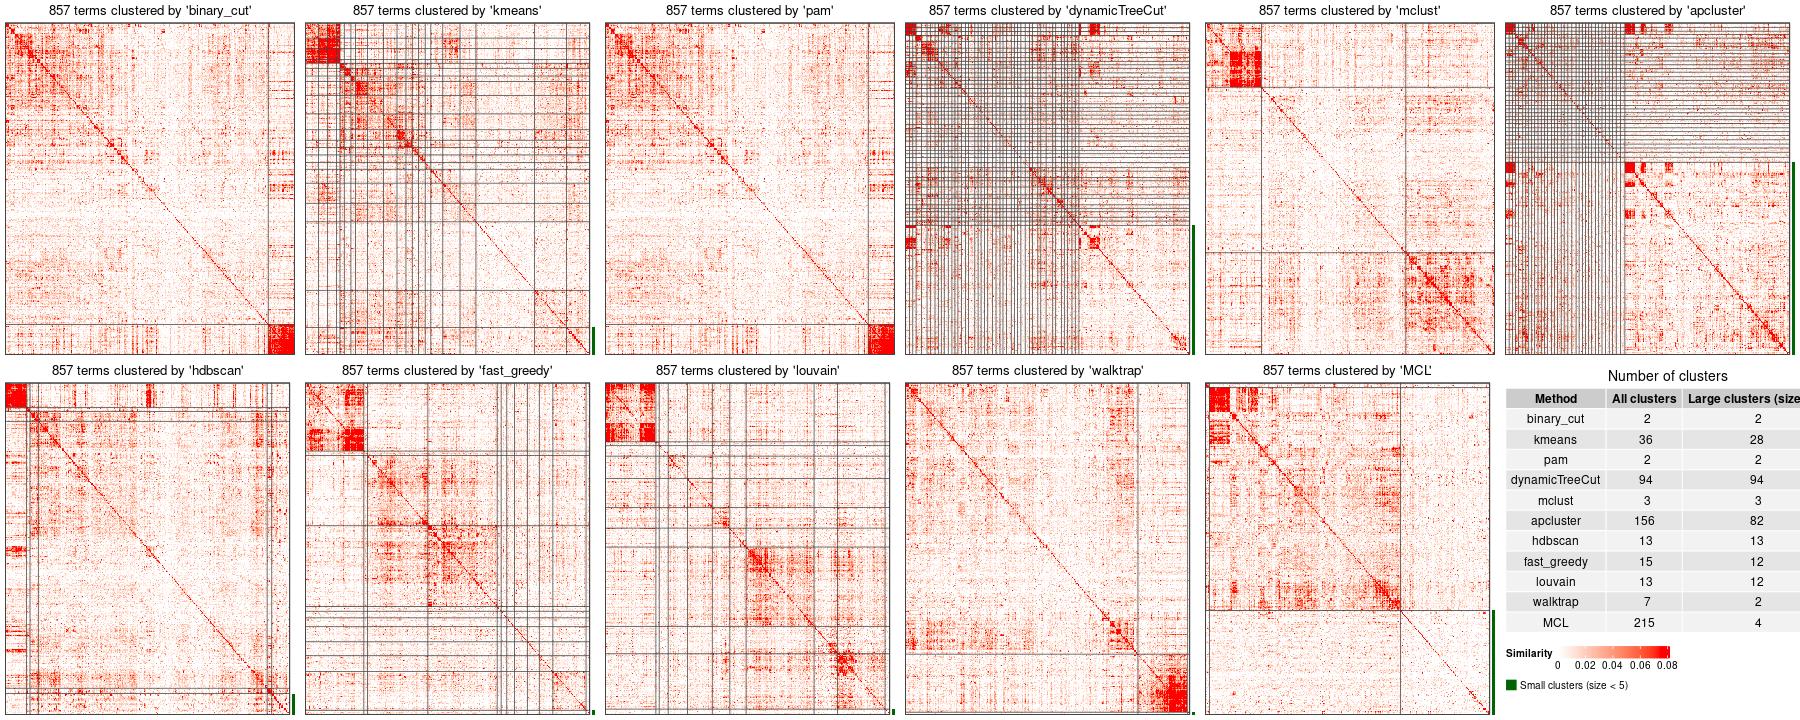 857 terms clustered by 'binary_cut'
857 terms clustered by 'kmeans'
857 terms clustered by 'pam'
857 terms clustered by 'dynamicTreeCut'
857 terms clustered by 'mclust'
857 terms clustered by 'apcluster'
857 terms clustered by 'hdbscan'
857 terms clustered by 'fast_greedy'
857 terms clustered by 'louvain'
857 terms clustered by 'walktrap'
857 terms clustered by 'MCL'
Number of clusters
Method All clusters Large clusters (size
binary_cut 2 2
kmeans 36 28
pam 2 2
dynamicTreeCut 94 94
mclust 3 3
apcluster 156 82
hdbscan 13 13
fast_greedy 15 12
louvain 13 12
walktrap 7 2
MCL 215 4
Similarity
0 0.02 0.04 0.06 0.08
Small clusters (size < 5)